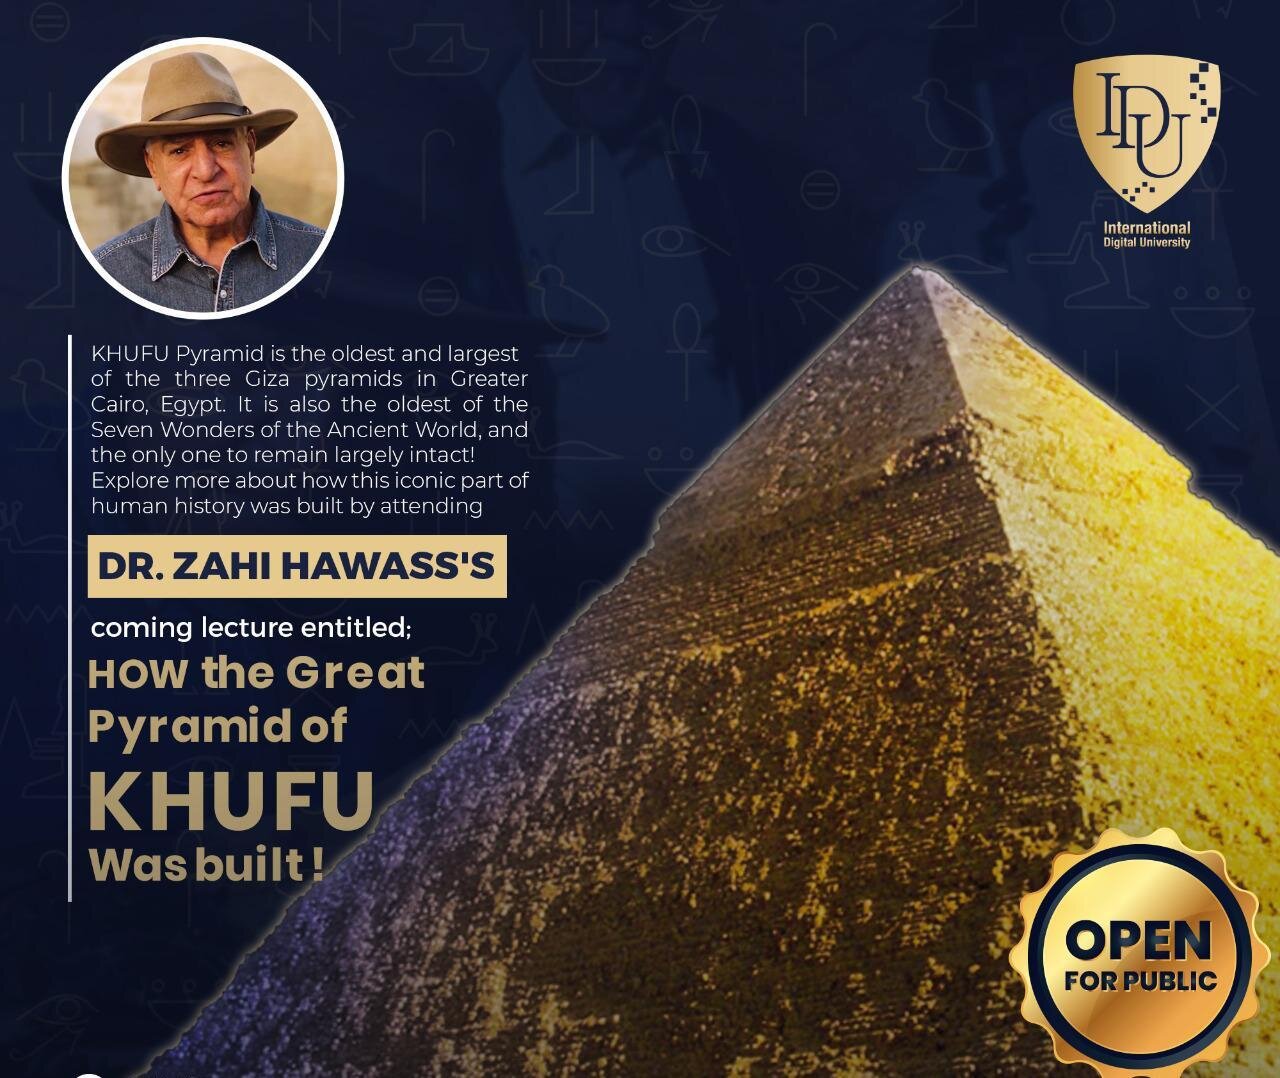 IDU
International
Digital University
KHUFU Pyramid is the oldest and largest
of the three Giza pyramids in Greater
Cairo, Egypt. It is also the oldest of the
Seven Wonders of the Ancient World, and
the only one to remain largely intact!
Explore more about how this iconic part of
human history was built by attending
DR. ZAHI HAWASS'S
coming lecture entitled;
HOW the Great
Pyramid of
KHUFU
Was built !
OPEN
FOR PUBLIC